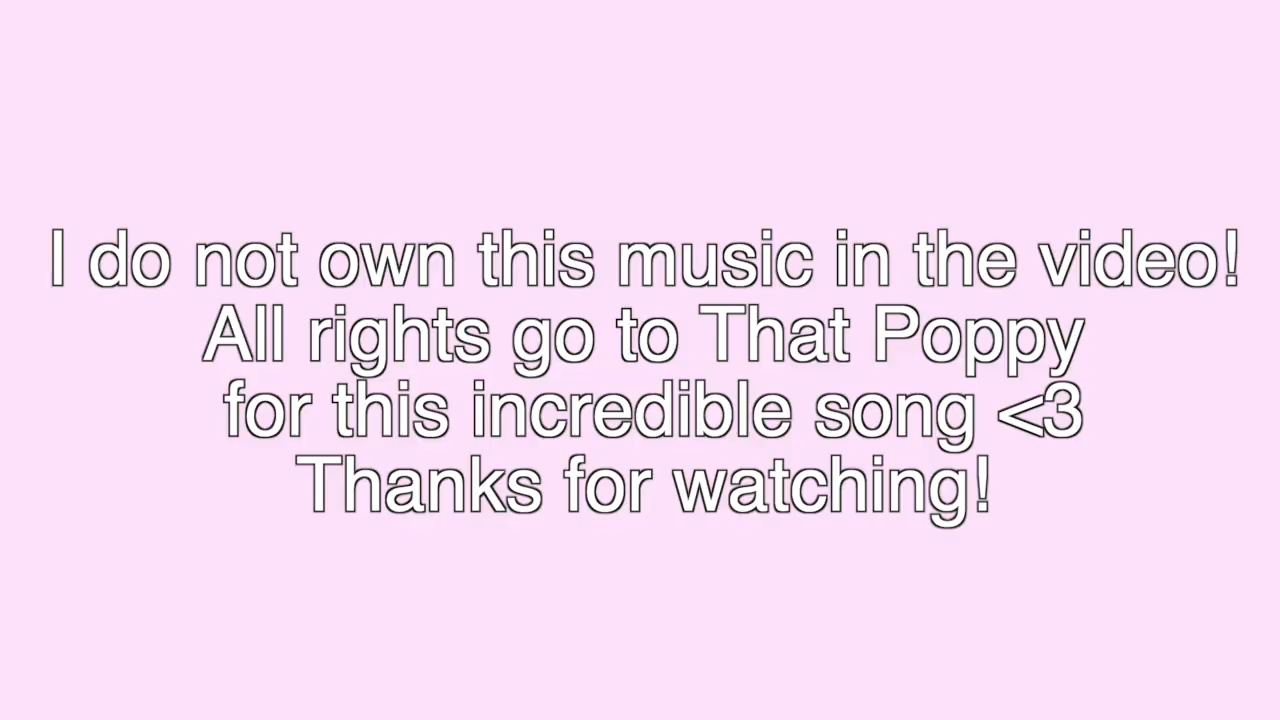 I do not own this music in the video!
All rights go to That Poppy
for this incredible song <3
Thanks for watching!